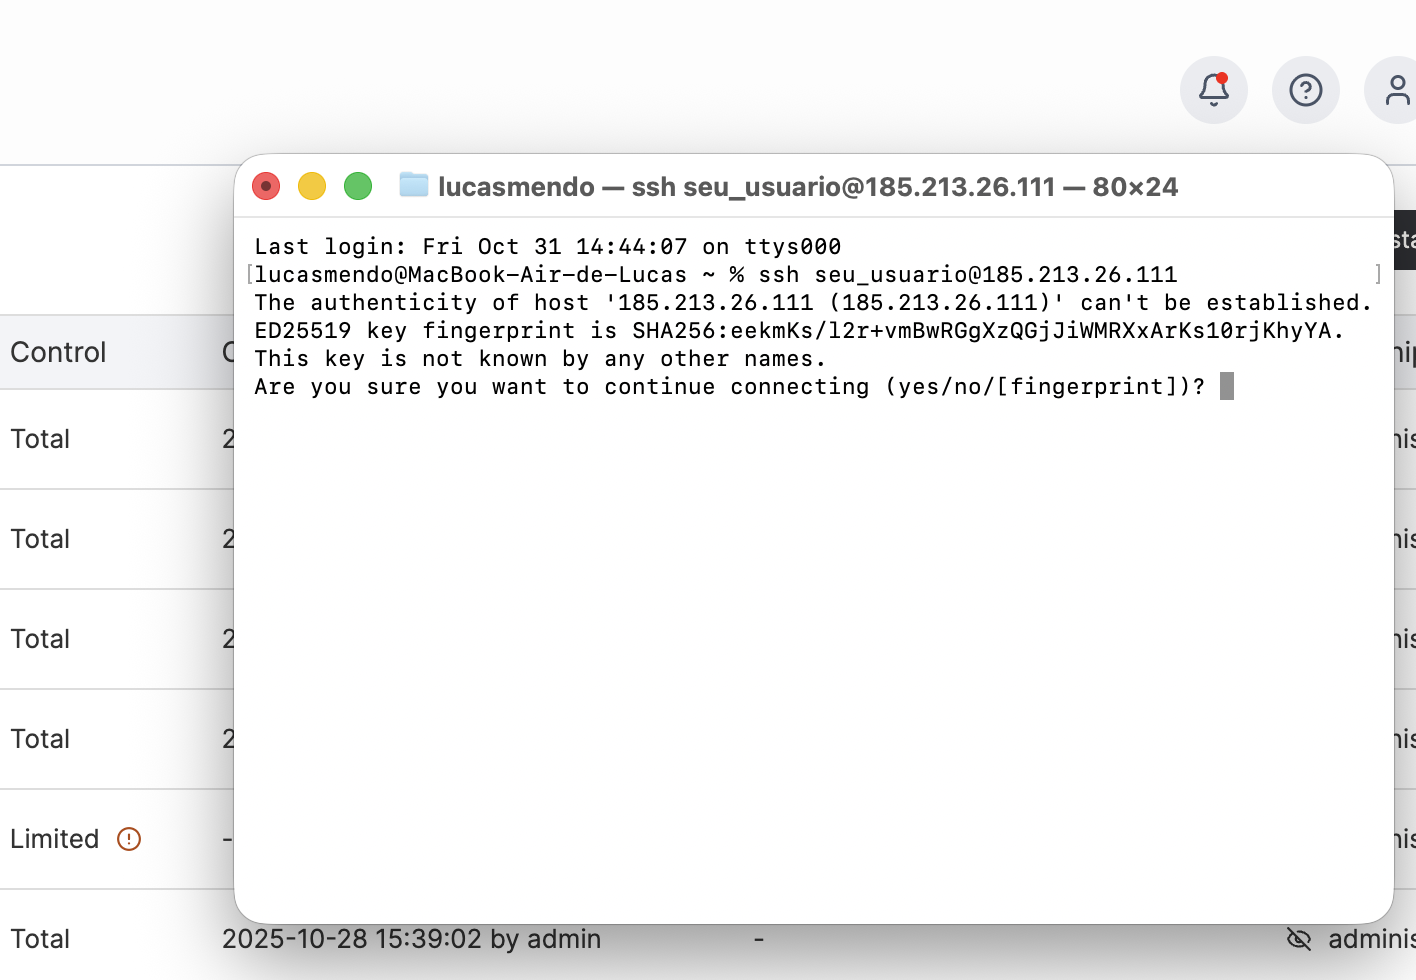 lucasmendo — ssh seu_usuario@185.213.26.111 — 80×24
Last login: Fri Oct 31 14:44:07 on ttys000
[lucasmendo@MacBook-Air-de-Lucas ~ % ssh seu_usuario@185.213.26.111 ]
The authenticity of host '185.213.26.111 (185.213.26.111)' can't be established.
ED25519 key fingerprint is SHA256:eekmKs/l2r+vmBwRGgXzQGjJiWMRXxArKs10rjKhyYA.
This key is not known by any other names.
Are you sure you want to continue connecting (yes/no/[fingerprint])?
Control
Total 2
Total 2
Total 2
Total 2
Limited -
Total 2025-10-28 15:39:02 by admin -